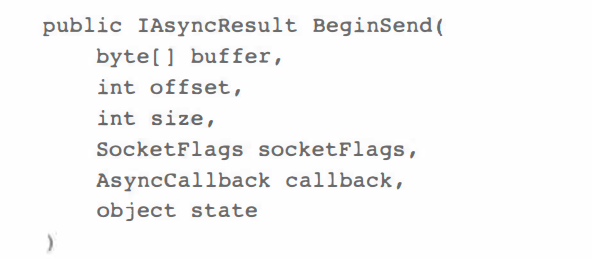 public IAsyncResult BeginSend(
    byte[] buffer,
    int offset,
    int size,
    SocketFlags socketFlags,
    AsyncCallback callback,
    object state
)